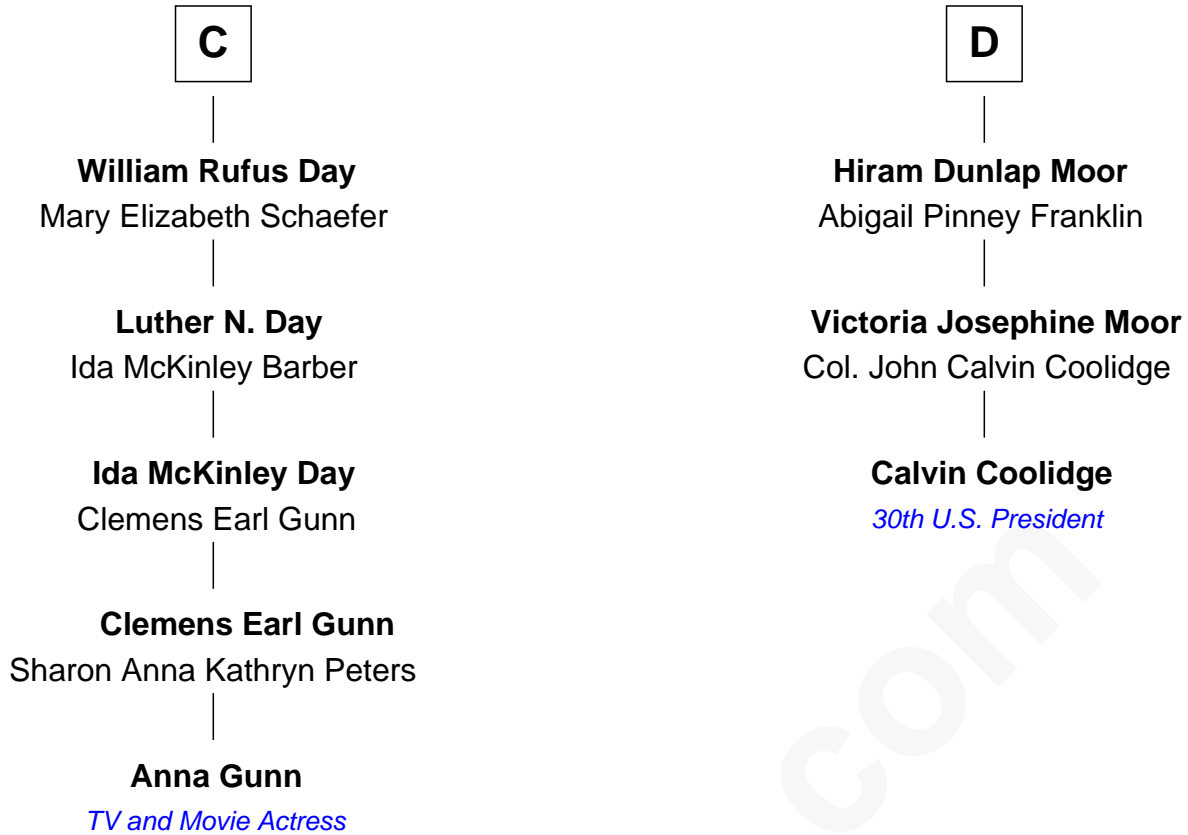 C
William Rufus Day
Mary Elizabeth Schaefer
Luther N. Day
Ida McKinley Barber
Ida McKinley Day
Clemens Earl Gunn
Clemens Earl Gunn
Sharon Anna Kathryn Peters
Anna Gunn
TV and Movie Actress
D
Hiram Dunlap Moor
Abigail Pinney Franklin
Victoria Josephine Moor
Col. John Calvin Coolidge
Calvin Coolidge
30th U.S. President
com